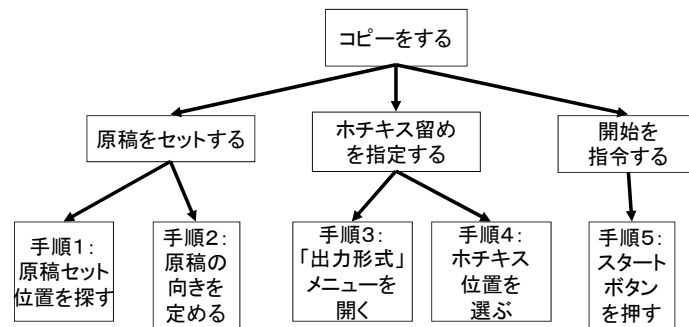 コピーをする
原稿をセットする
ホチキス留め
を指定する
開始を
指令する
手順1:
原稿セット
位置を探す
手順2:
原稿の
向きを
定める
手順3:
「出力形式」
メニューを
開く
手順4:
ホチキス
位置を
選ぶ
手順5:
スタート
ボタン
を押す